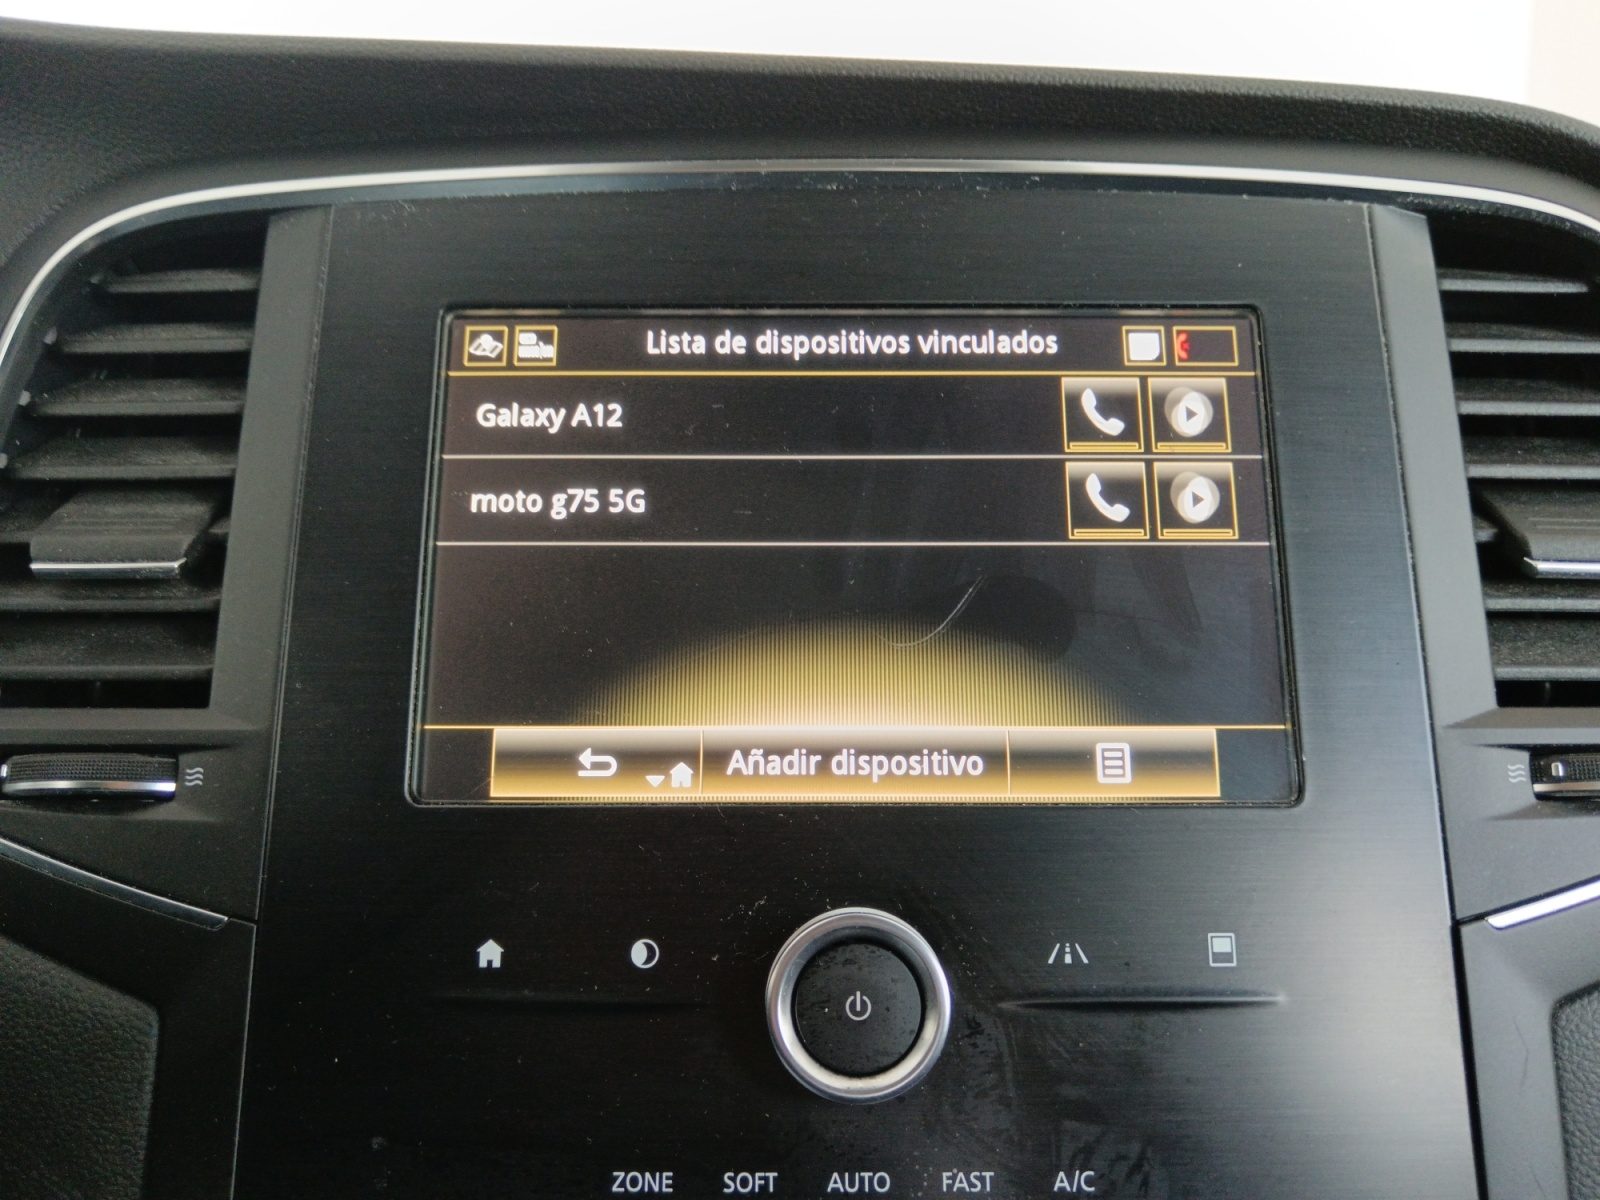 Lista de dispositivos vinculados
Galaxy A12
moto g75 5G
Añadir dispositivo
ZONE SOFT AUTO FAST A/C